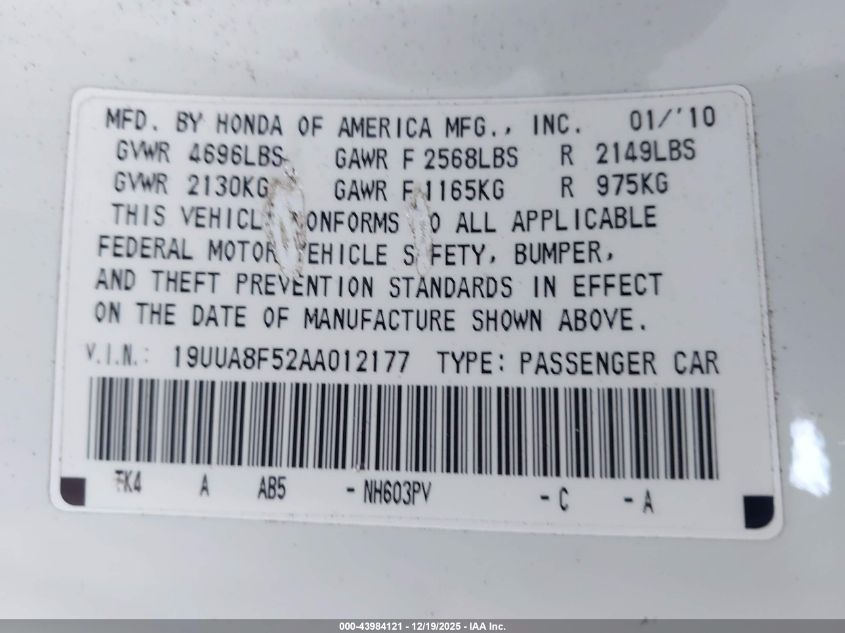 MFD. BY HONDA OF AMERICA MFG., INC. 01/'10
GVWR 4696LBS GAWR F 2568LBS R 2149LBS
GVWR 2130KG GAWR F 1165KG R 975KG
THIS VEHICL ONFORMS O ALL APPLICABLE
FEDERAL MOTOR EHICLE S FETY, BUMPER,
AND THEFT PREVENTION STANDARDS IN EFFECT
ON THE DATE OF MANUFACTURE SHOWN ABOVE.
V.I.N.: 19UUA8F52AA012177 TYPE: PASSENGER CAR
TK4 A AB5 - NH603PV - C - A
000-43984121 - 12/19/2025 - IAA Inc.